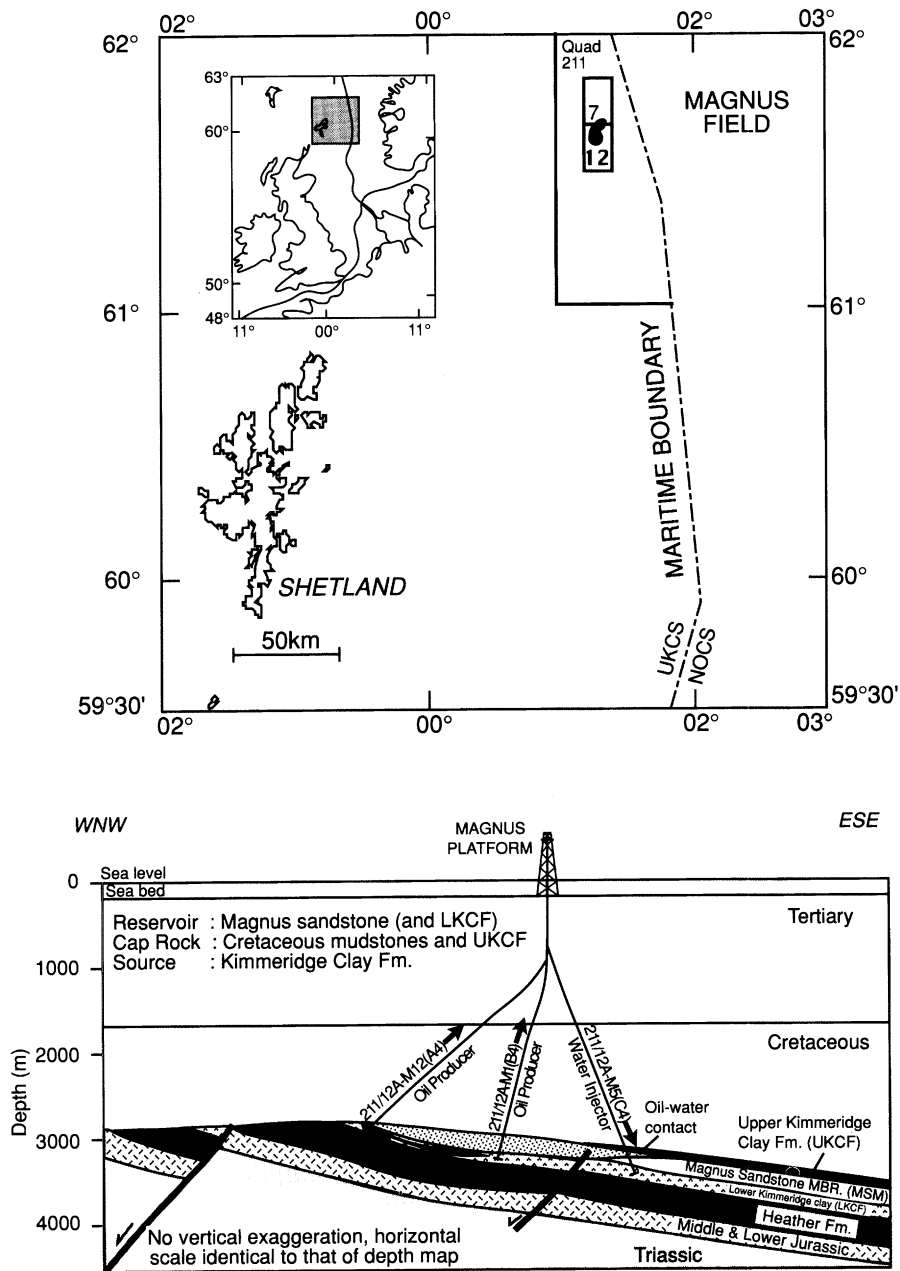 02°
00°
02°
03°
62°
62°
Quad
211
7
12
MAGNUS
FIELD
63°
60°
50°
48°
11°
00°
11°
61°
61°
MARITIME BOUNDARY
60°
60°
SHETLAND
50km
UKCS
NOCS
59°30'
59°30'
02°
00°
02°
03°
WNW
MAGNUS
PLATFORM
ESE
Sea level
0
Sea bed
Reservoir : Magnus sandstone (and LKCF)
Cap Rock : Cretaceous mudstones and UKCF
Source : Kimmeridge Clay Fm.
Tertiary
1000
2000
3000
4000
Depth (m)
Cretaceous
211/12A-M12(A4)
Oil Producer
211/12A-M1(B4)
Oil Producer
211/12A-M5(C4)
Water Injector
Oil-water
contact
Upper Kimmeridge
Clay Fm. (UKCF)
Magnus Sandstone MBR. (MSM)
Lower Kimmeridge clay (LKCF)
Heather Fm.
Middle & Lower Jurassic
Triassic
No vertical exaggeration, horizontal
scale identical to that of depth map